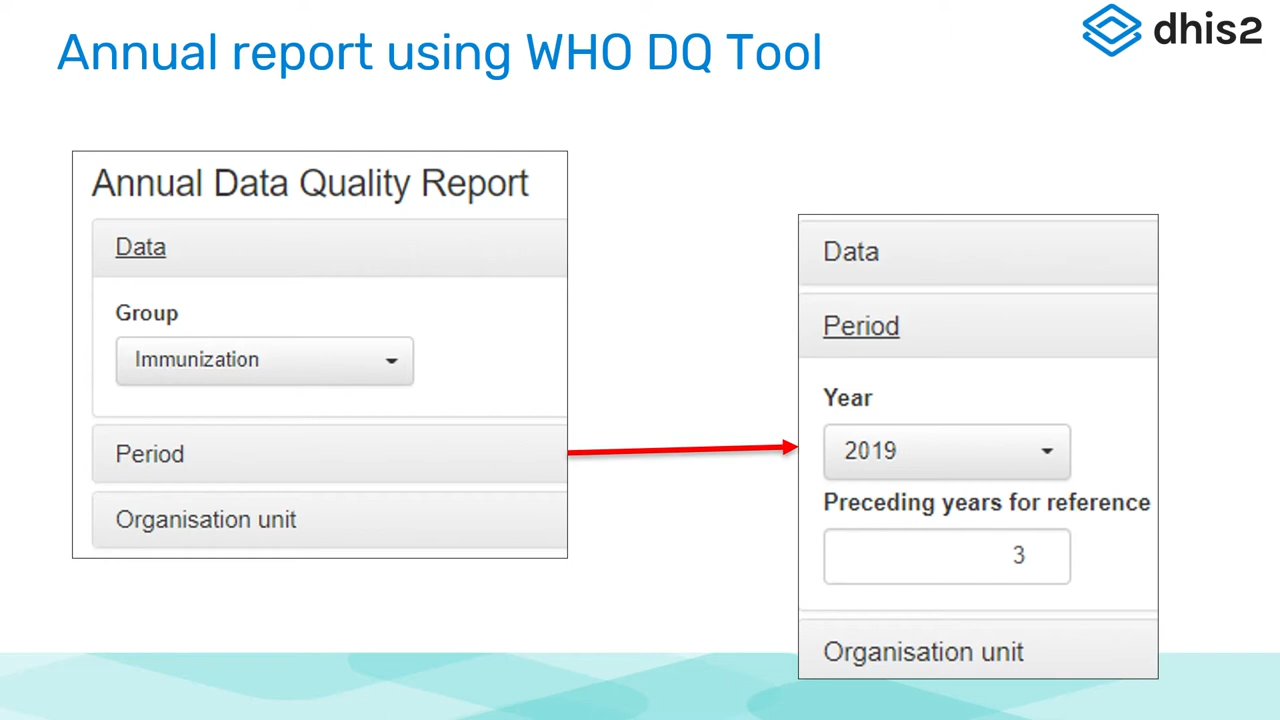 Annual report using WHO DQ Tool
dhis2
Annual Data Quality Report
Data
Group
Immunization
Period
Organisation unit
Data
Period
Year
2019
Preceding years for reference
3
Organisation unit